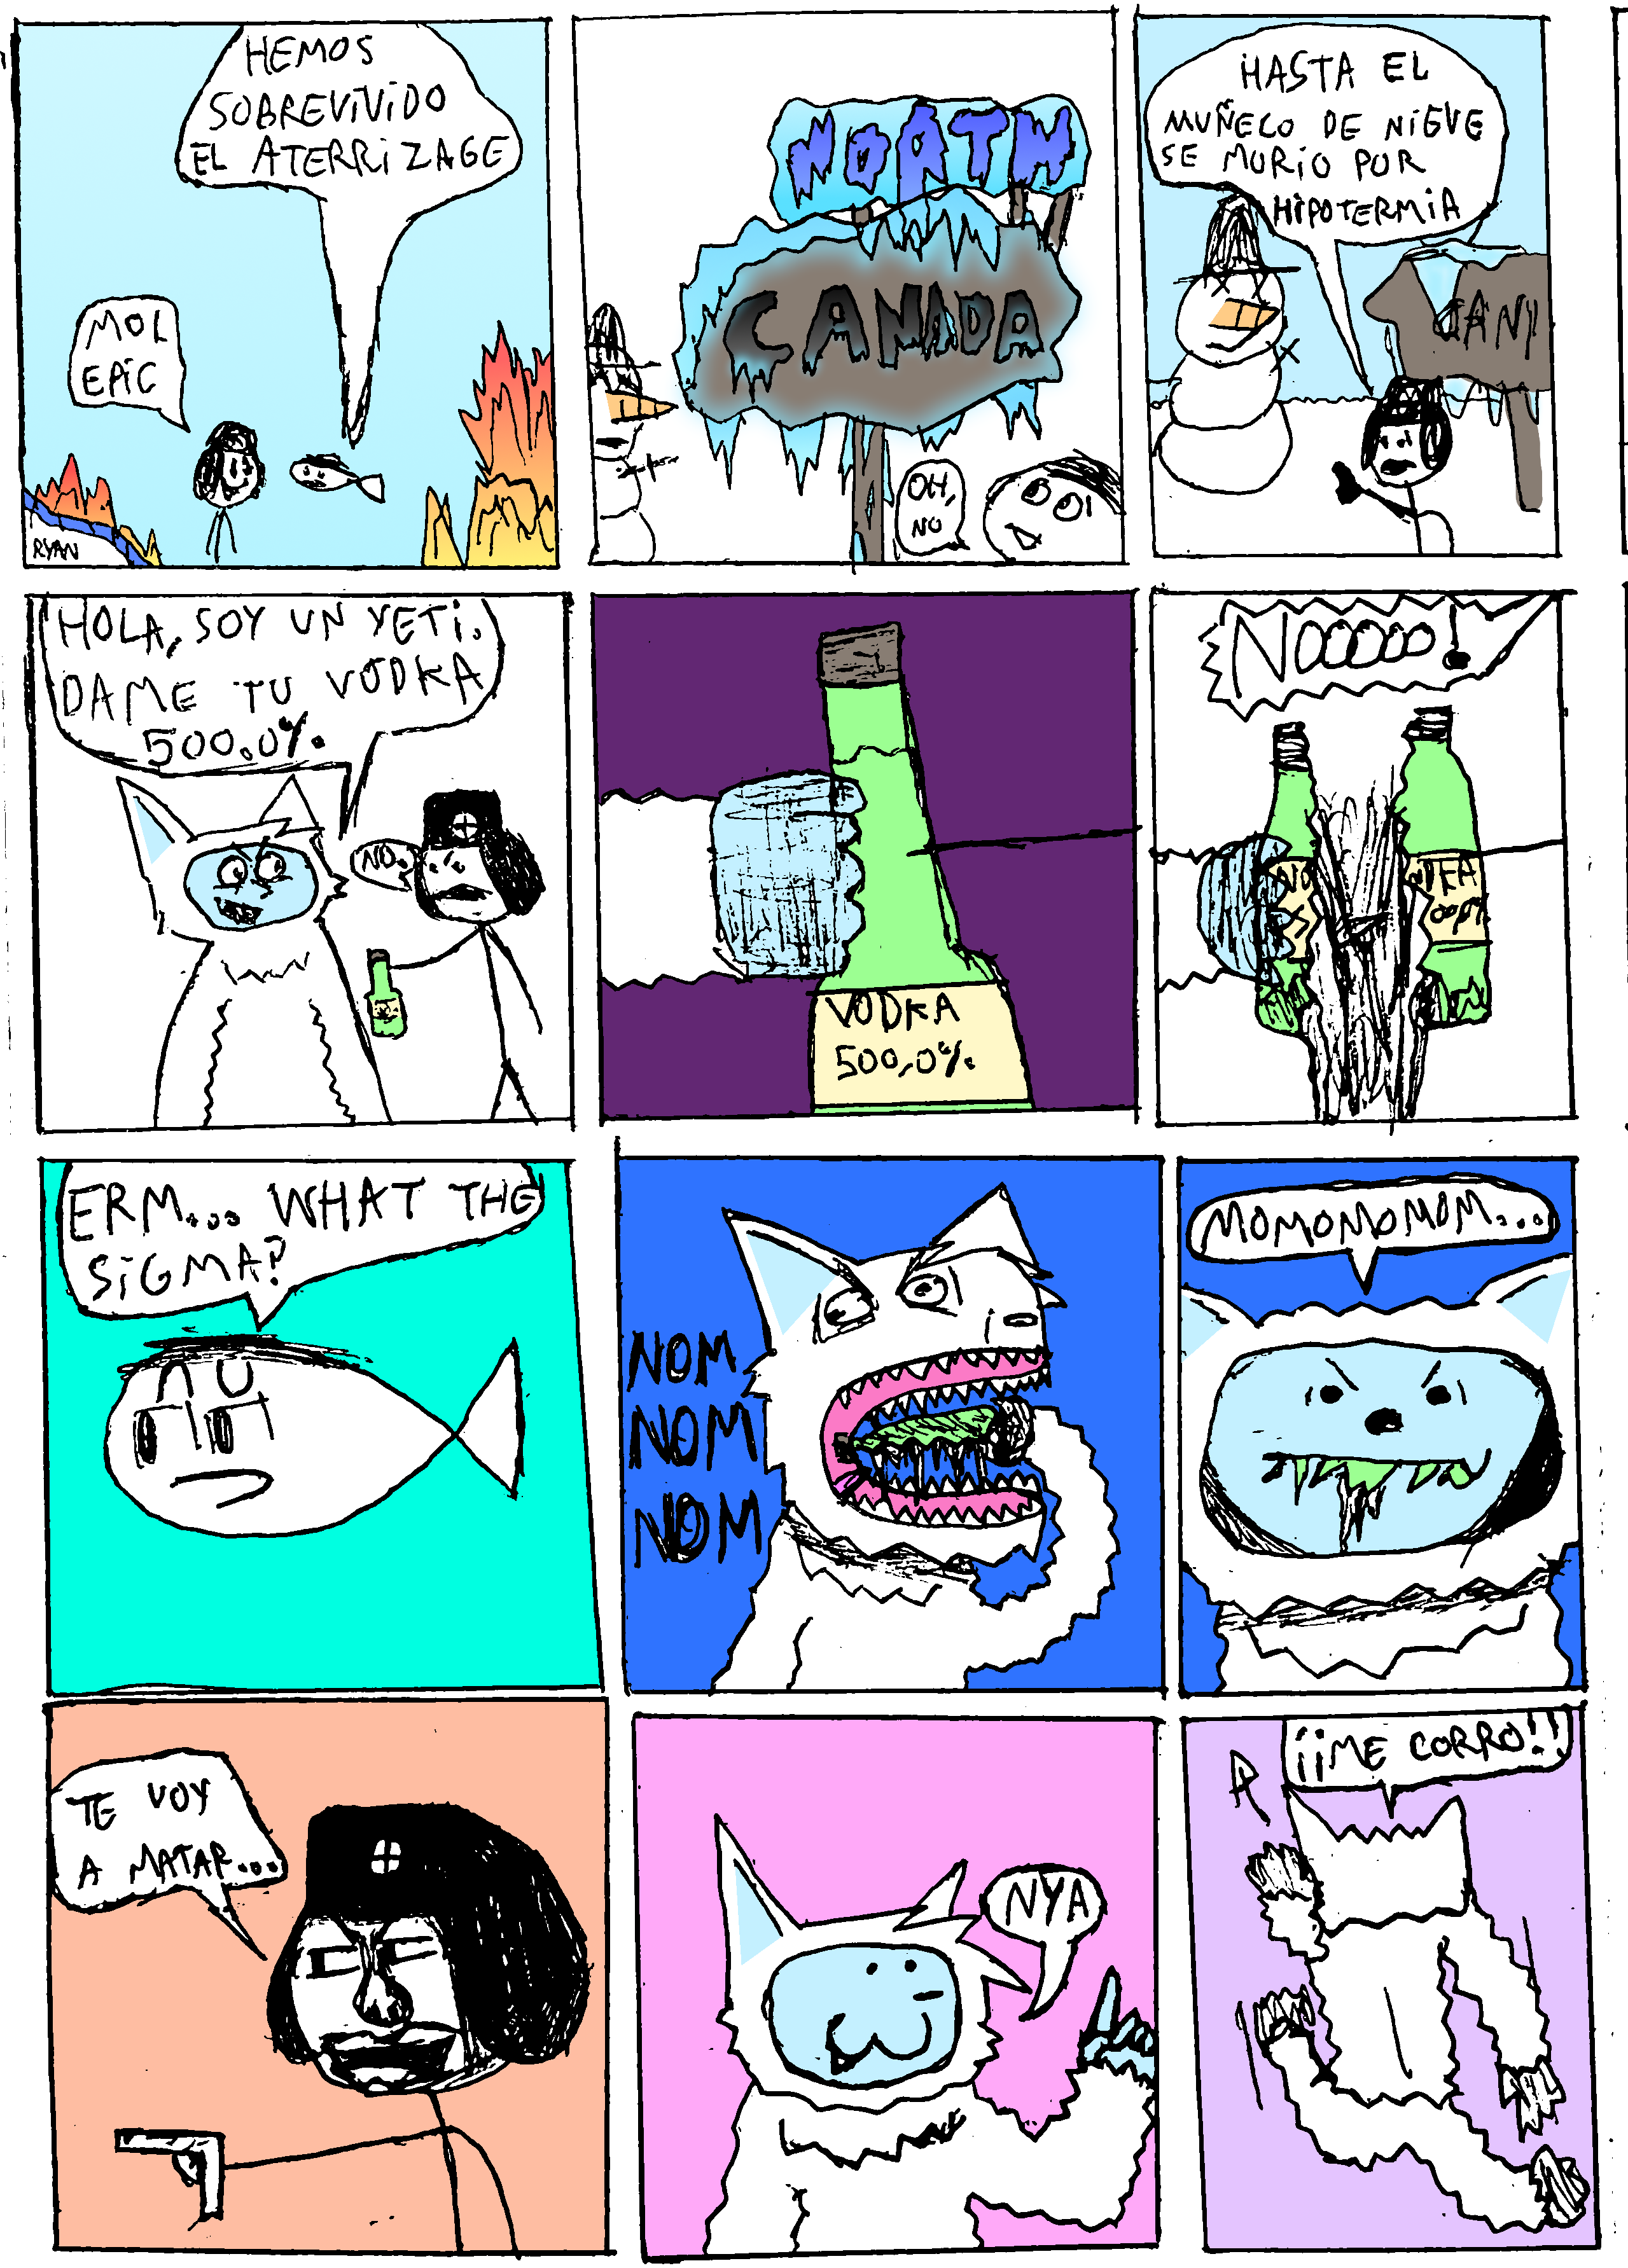 HEMOS
SOBREVIVIDO
EL ATERRIZAGE
MOL
EPIC
RYAN
NORTH
CANADA
OH,
NO
¡HASTA EL
MUÑECO DE NIEVE
SE MURIO POR
HIPOTERMIA
CANA
HOLA, SOY UN YETI.
DAME TU VODKA
500.0%.
NO.
VODKA
500,0%.
NOOOOO!
ERM... WHAT THE
SIGMA?
NOM
NOM
NOM
MOMOMOMOM...
TE VOY
A MATAR...
NYA
¡¡ME CORRO!!